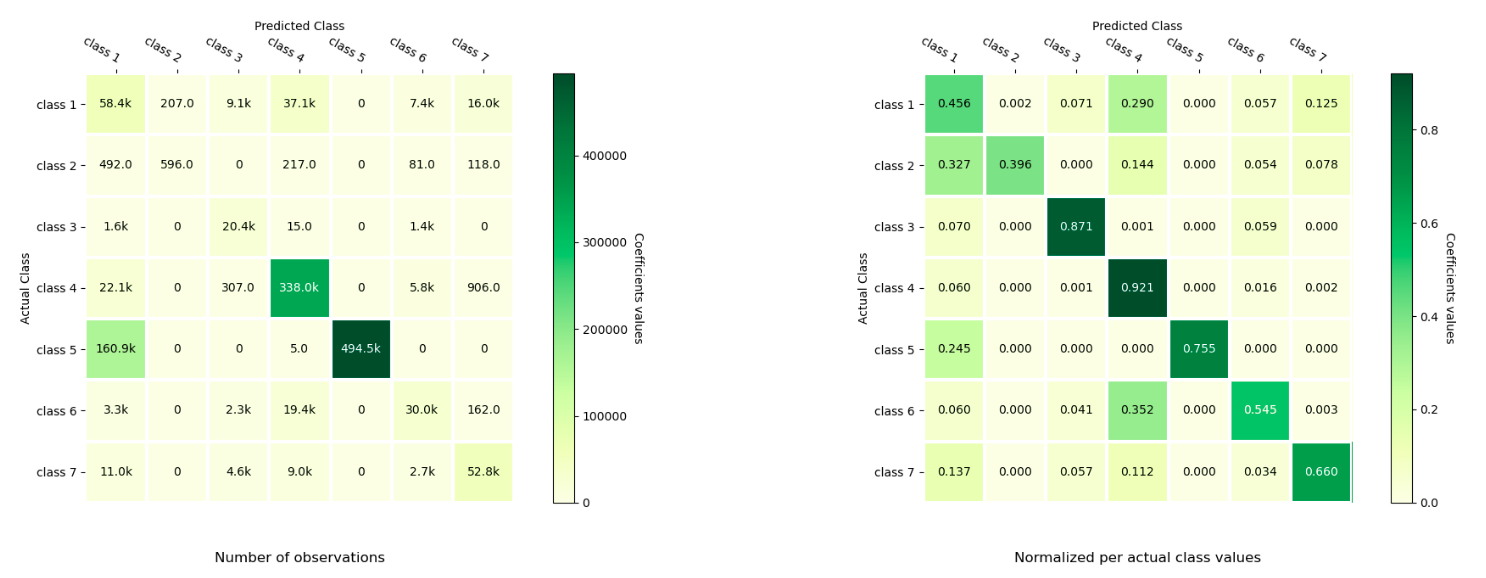 Predicted Class
class 1 class 2 class 3 class 4 class 5 class 6 class 7
Actual Class
class 1 58.4k 207.0 9.1k 37.1k 0 7.4k 16.0k
class 2 492.0 596.0 0 217.0 0 81.0 118.0
class 3 1.6k 0 20.4k 15.0 0 1.4k 0
class 4 22.1k 0 307.0 338.0k 0 5.8k 906.0
class 5 160.9k 0 0 5.0 494.5k 0 0
class 6 3.3k 0 2.3k 19.4k 0 30.0k 162.0
class 7 11.0k 0 4.6k 9.0k 0 2.7k 52.8k
400000
300000
200000
100000
0
Coefficients values
Number of observations
Predicted Class
class 1 class 2 class 3 class 4 class 5 class 6 class 7
Actual Class
class 1 0.456 0.002 0.071 0.290 0.000 0.057 0.125
class 2 0.327 0.396 0.000 0.144 0.000 0.054 0.078
class 3 0.070 0.000 0.871 0.001 0.000 0.059 0.000
class 4 0.060 0.000 0.001 0.921 0.000 0.016 0.002
class 5 0.245 0.000 0.000 0.000 0.755 0.000 0.000
class 6 0.060 0.000 0.041 0.352 0.000 0.545 0.003
class 7 0.137 0.000 0.057 0.112 0.000 0.034 0.660
0.8
0.6
0.4
0.2
0.0
Coefficients values
Normalized per actual class values